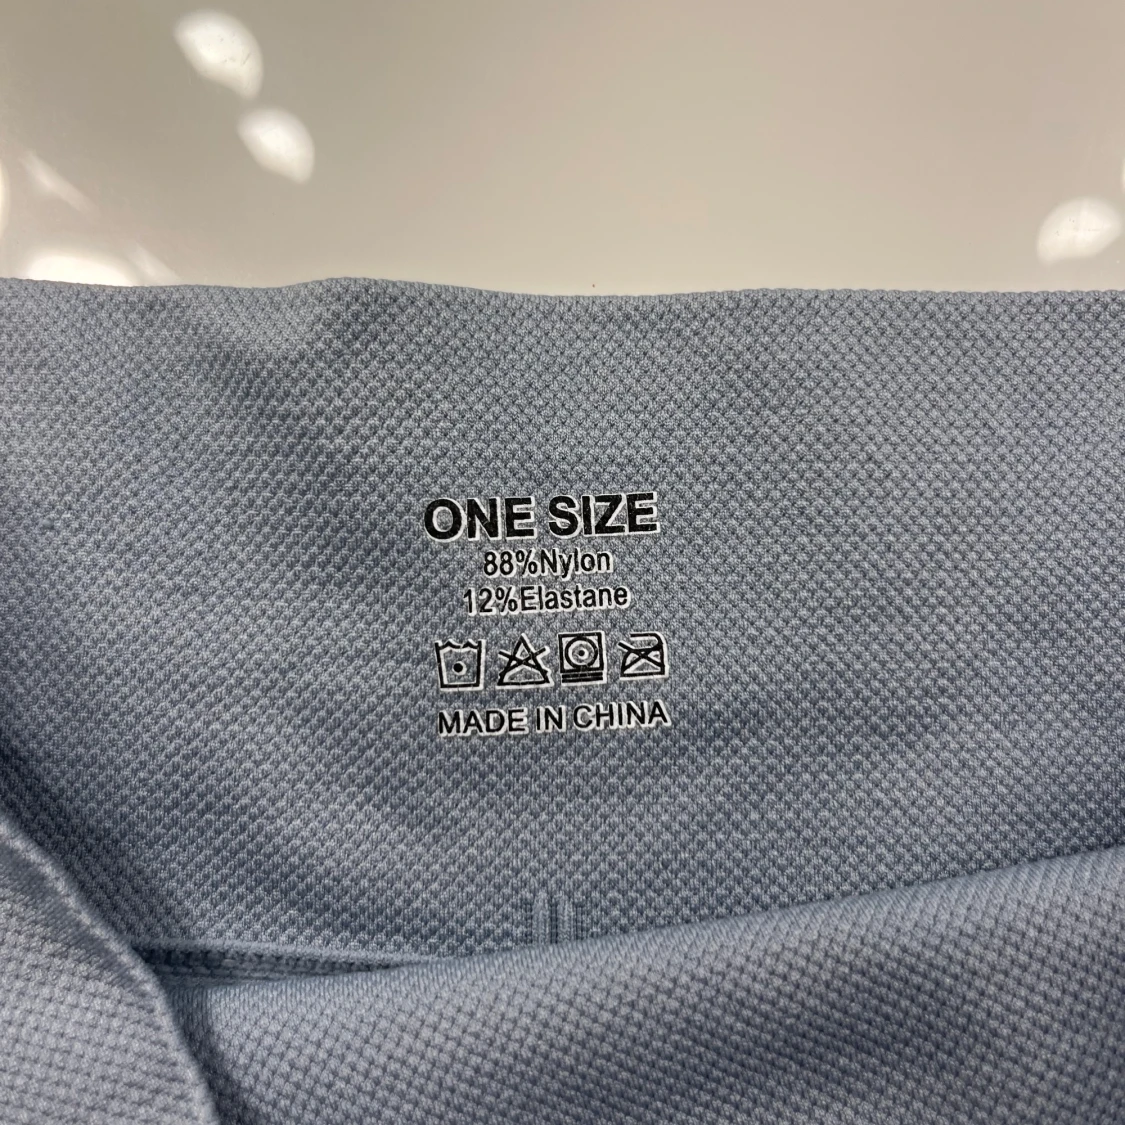 ONE SIZE
88%Nylon
12%Elastane
MADE IN CHINA